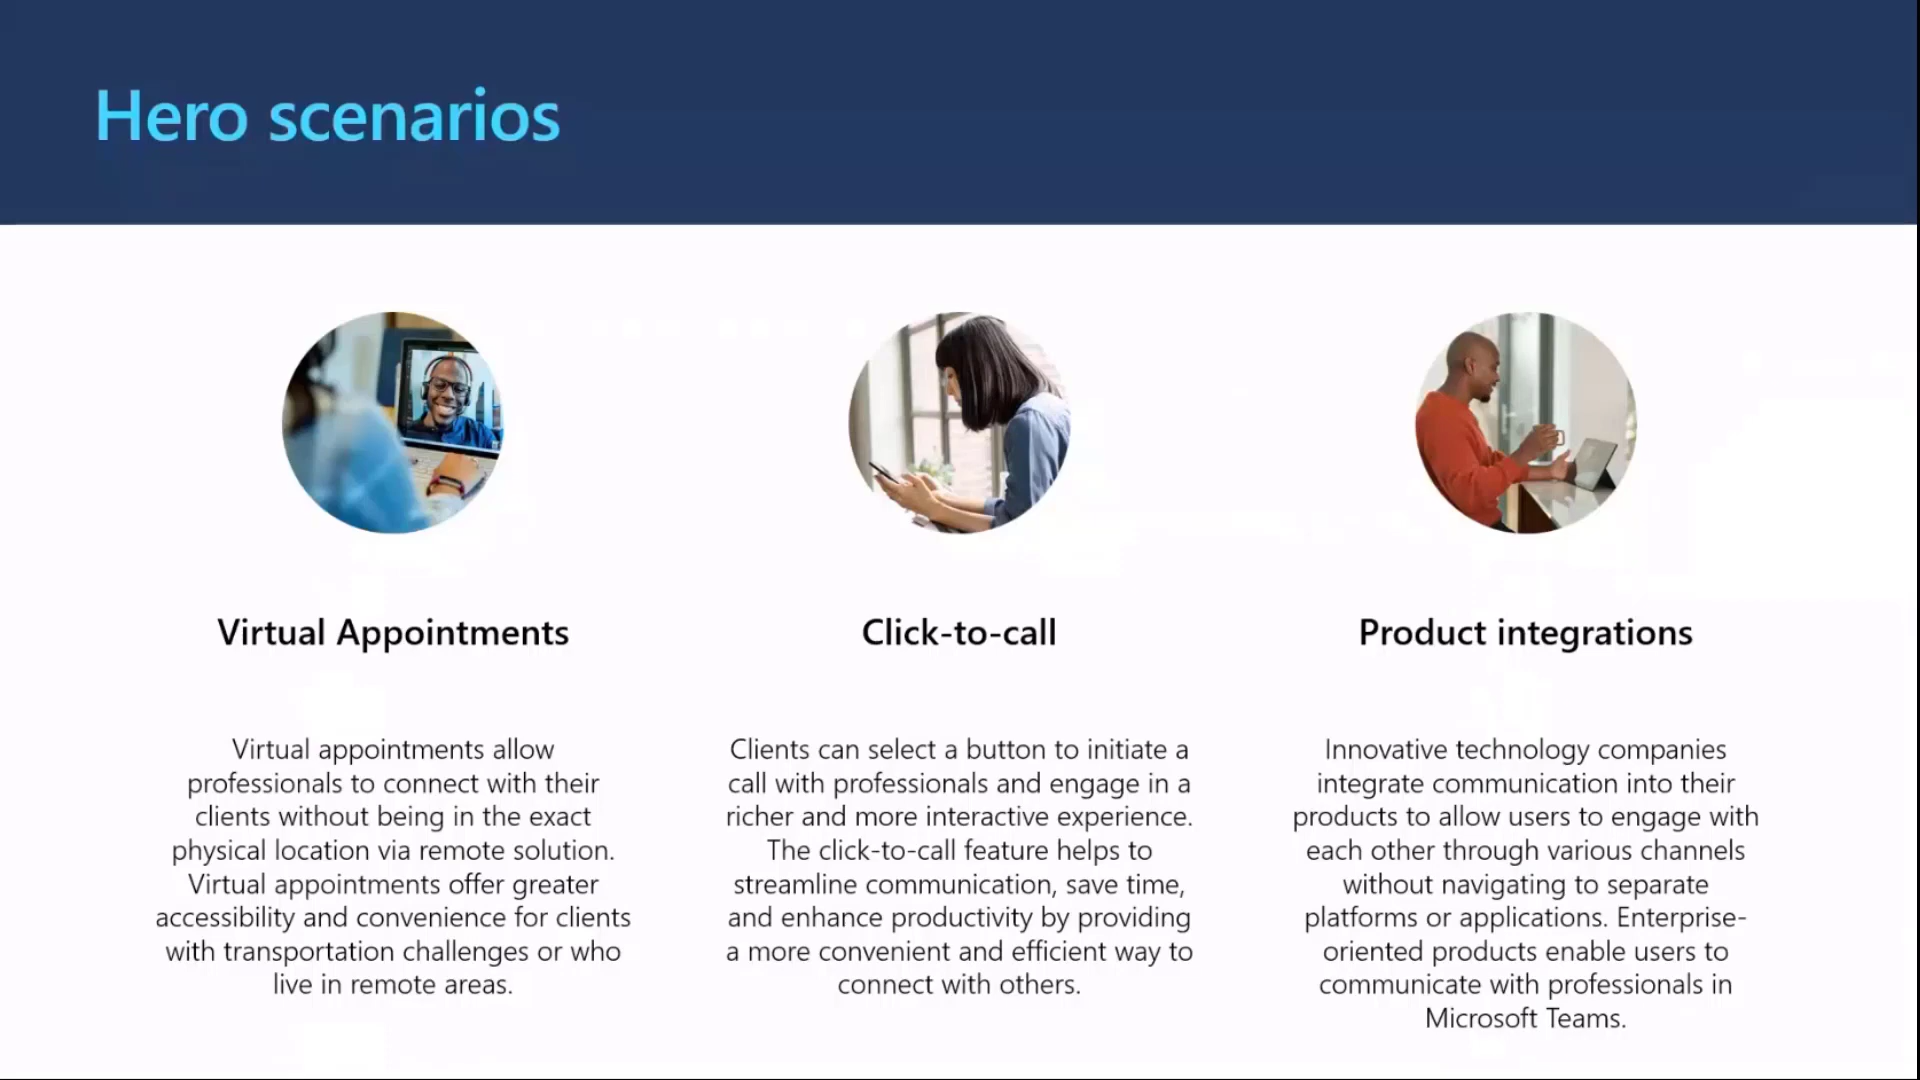 Hero scenarios
Virtual Appointments
Virtual appointments allow
professionals to connect with their
clients without being in the exact
physical location via remote solution.
Virtual appointments offer greater
accessibility and convenience for clients
with transportation challenges or who
live in remote areas.
Click-to-call
Clients can select a button to initiate a
call with professionals and engage in a
richer and more interactive experience.
The click-to-call feature helps to
streamline communication, save time,
and enhance productivity by providing
a more convenient and efficient way to
connect with others.
Product integrations
Innovative technology companies
integrate communication into their
products to allow users to engage with
each other through various channels
without navigating to separate
platforms or applications. Enterprise-
oriented products enable users to
communicate with professionals in
Microsoft Teams.